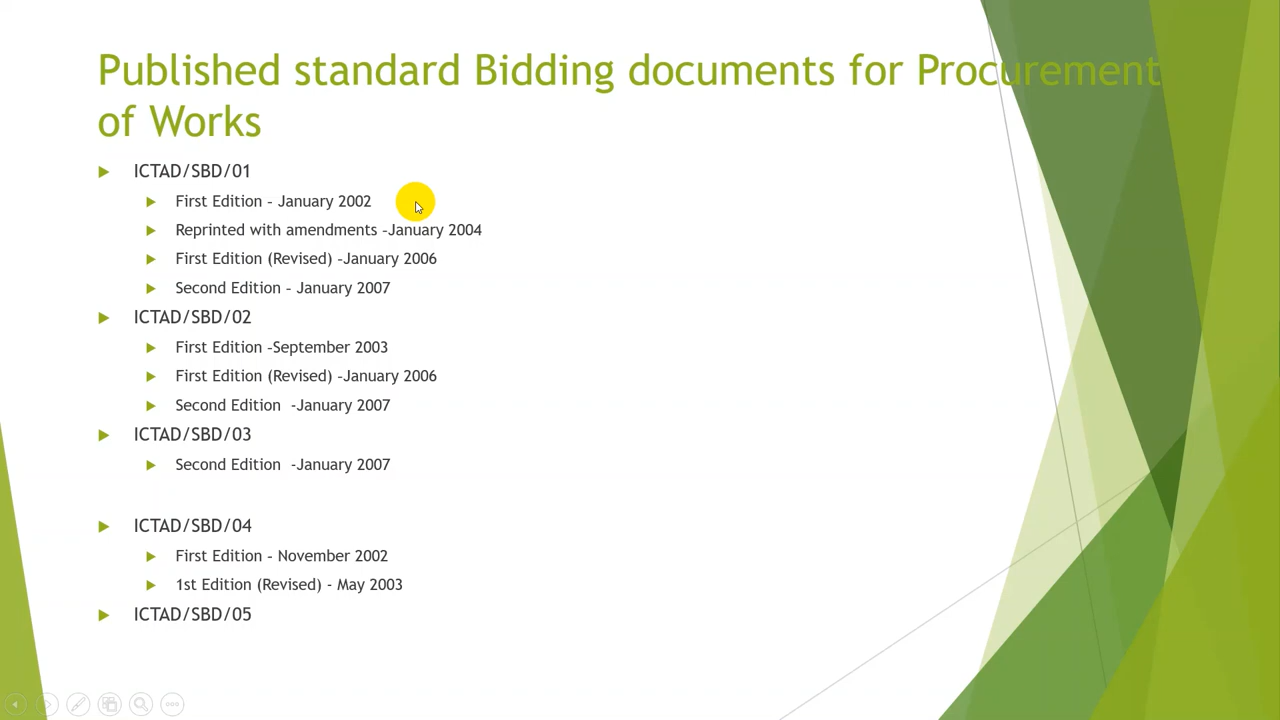 Published standard Bidding documents for Procurement
of Works
ICTAD/SBD/01
First Edition - January 2002
Reprinted with amendments -January 2004
First Edition (Revised) -January 2006
Second Edition - January 2007
ICTAD/SBD/02
First Edition -September 2003
First Edition (Revised) -January 2006
Second Edition  -January 2007
ICTAD/SBD/03
Second Edition  -January 2007
ICTAD/SBD/04
First Edition - November 2002
1st Edition (Revised) - May 2003
ICTAD/SBD/05